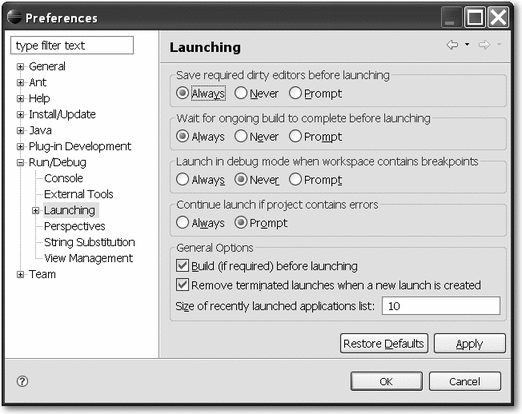 Preferences
type filter text
General
Ant
Help
Install/Update
Java
Plug-in Development
Run/Debug
Console
External Tools
Launching
Perspectives
String Substitution
View Management
Team
Launching
Save required dirty editors before launching
Always Never Prompt
Wait for ongoing build to complete before launching
Always Never Prompt
Launch in debug mode when workspace contains breakpoints
Always Never Prompt
Continue launch if project contains errors
Always Prompt
General Options
Build (if required) before launching
Remove terminated launches when a new launch is created
Size of recently launched applications list: 10
Restore Defaults Apply
? OK Cancel